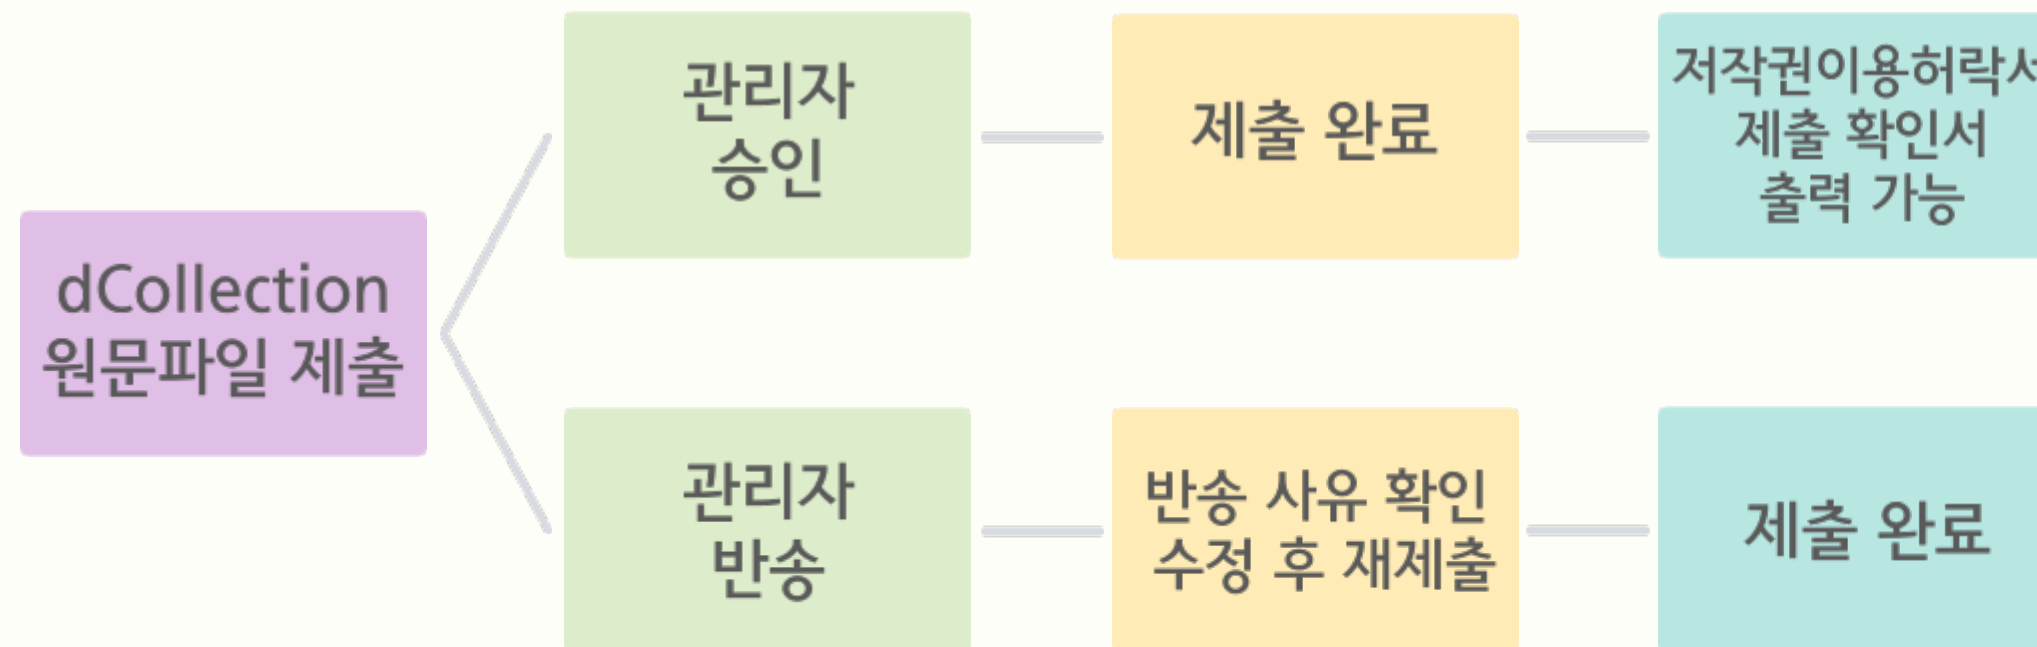 dCollection
원문파일 제출
관리자
승인
제출 완료
저작권이용허락서
제출 확인서
출력 가능
관리자
반송
반송 사유 확인
수정 후 재제출
제출 완료